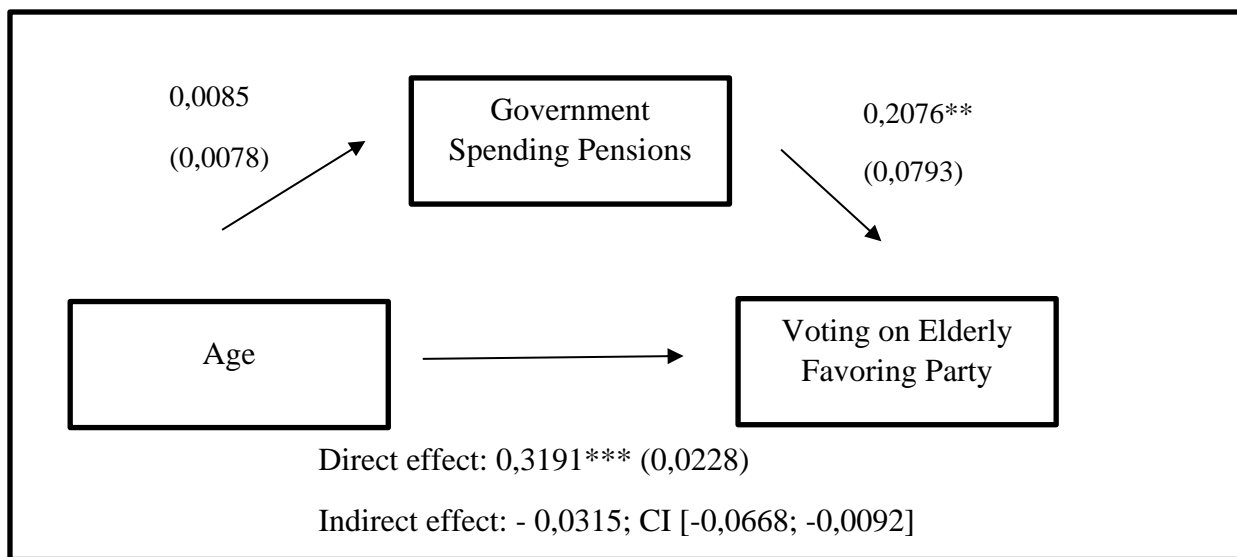 0,0085
(0,0078)
Government
Spending Pensions
0,2076**
(0,0793)
Age
Voting on Elderly
Favoring Party
Direct effect: 0,3191*** (0,0228)
Indirect effect: - 0,0315; CI [-0,0668; -0,0092]